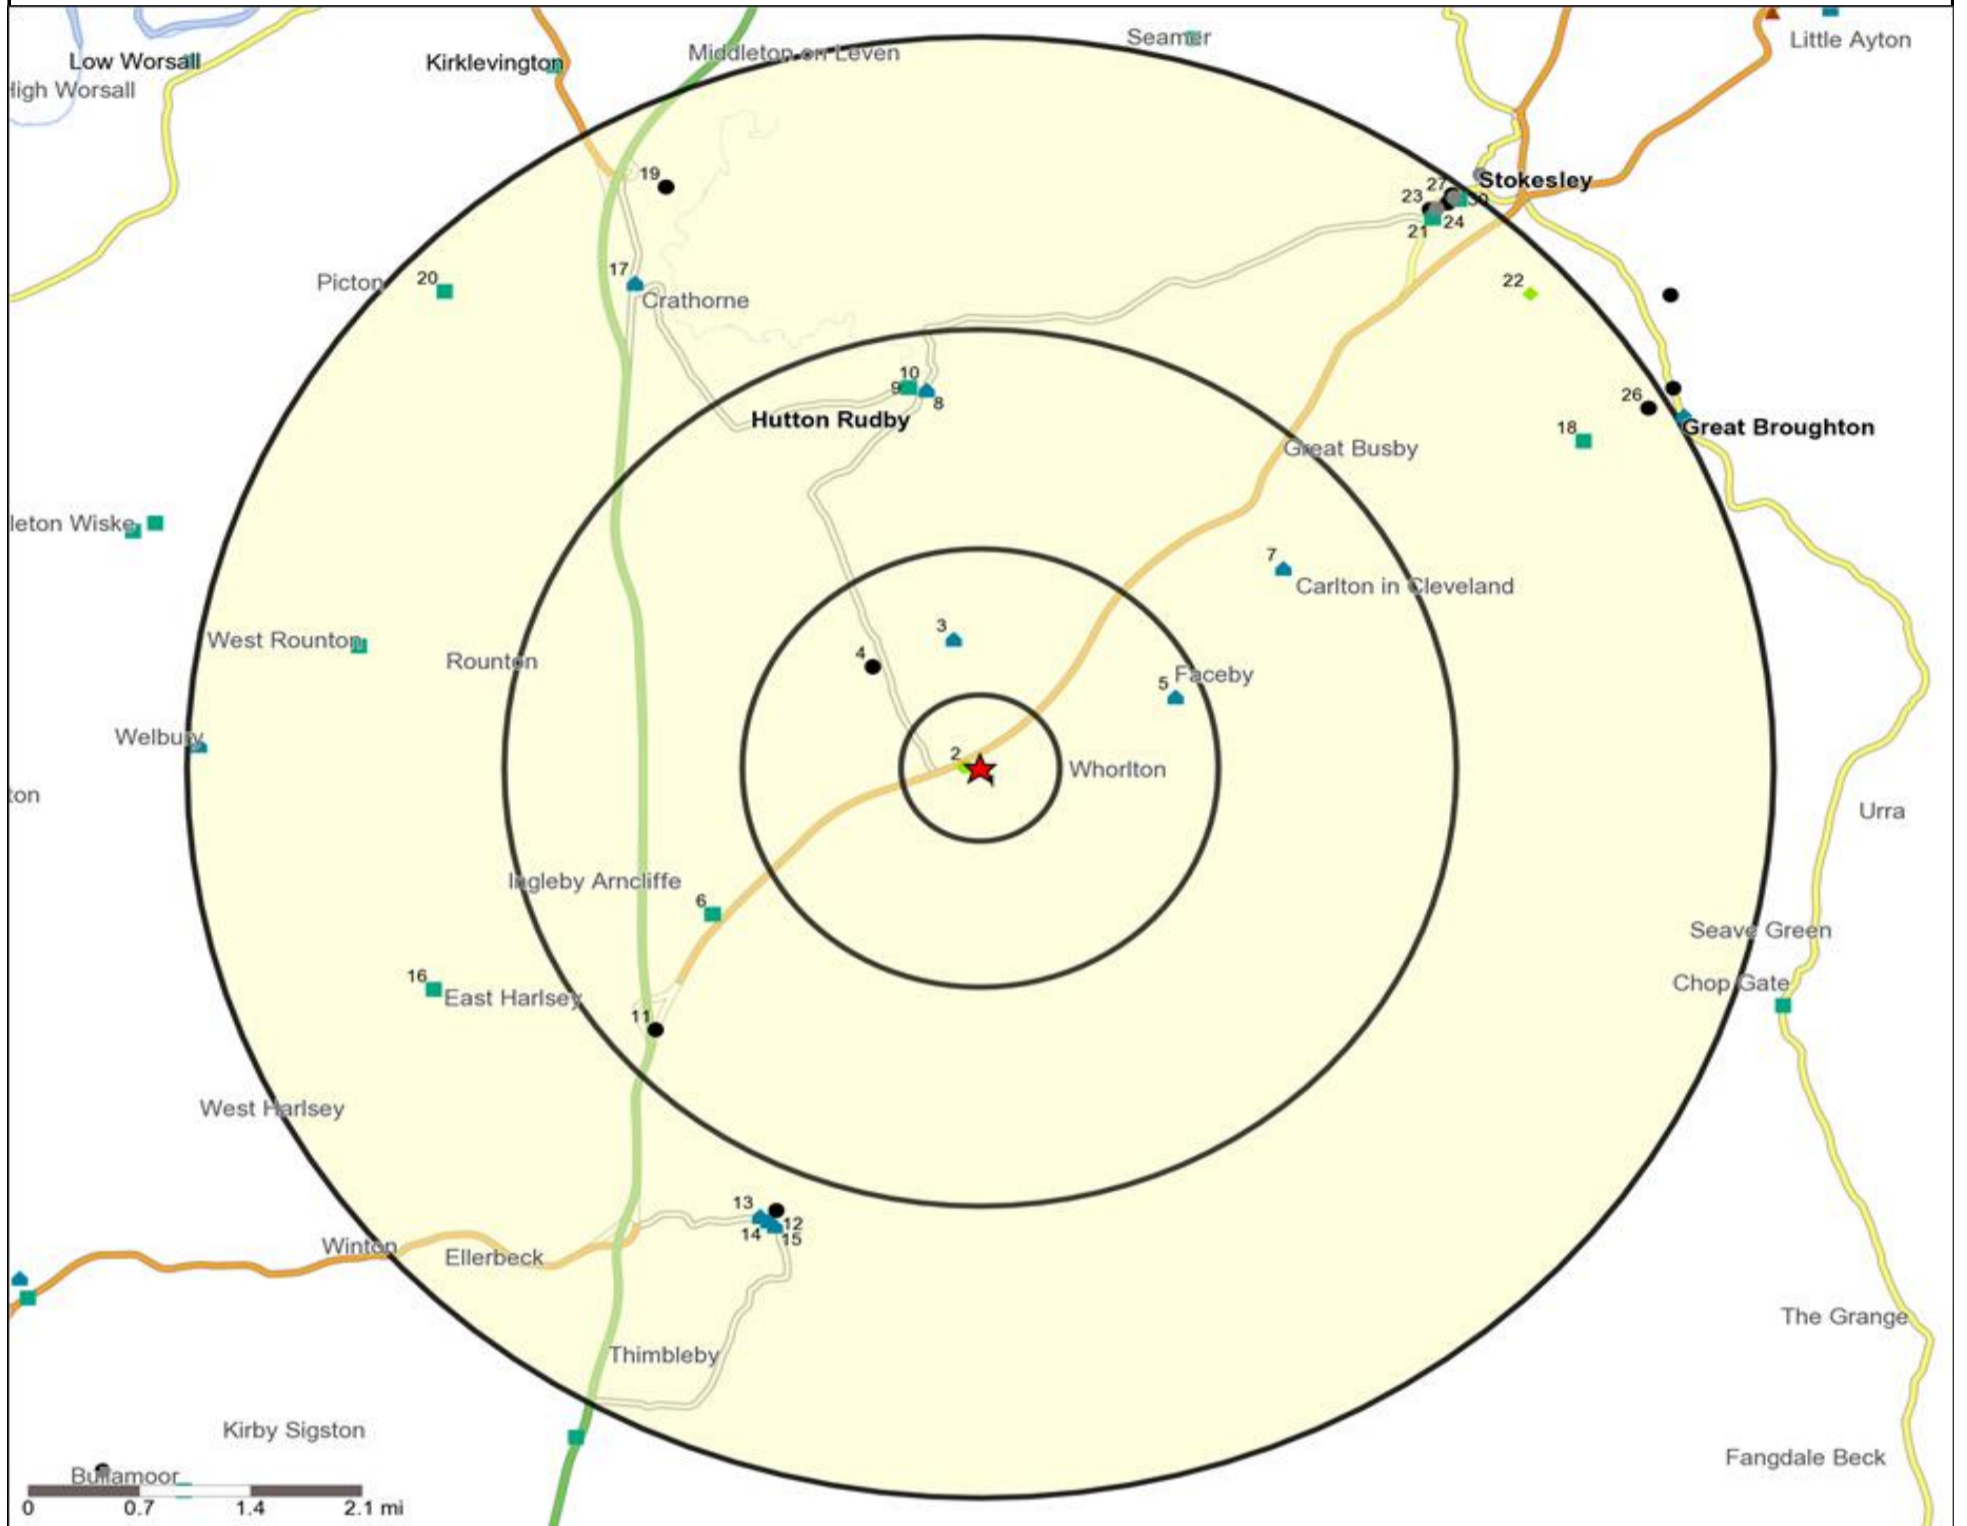 Seamer
Little Ayton
Middleton on Leven
Low Worsall
Kirklevington
High Worsall
19
Stokesley
27
23
30
24
21
17
Picton
20
22
Crathorne
10
9
8
26
Hutton Rudby
18
Great Broughton
Great Busby
leton Wiske
7
Carlton in Cleveland
3
West Rounton
4
Rounton
Faceby
5
Welbury
2
Whorlton
ton
Urra
Ingleby Arncliffe
6
Seave Green
16
Chop Gate
East Harlsey
11
West Harlsey
13
12
14
15
Winton
Ellerbeck
The Grange
Thimbleby
Kirby Sigston
Fangdale Beck
Bullamoor
0 0.7 1.4 2.1 mi